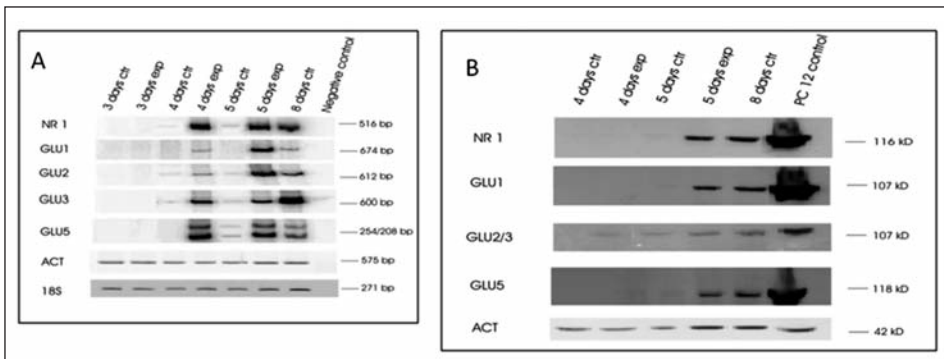 A
3 days ctr
3 days exp
4 days ctr
4 days exp
5 days ctr
5 days exp
8 days ctr
Negative control
NR 1 516 bp
GLU1 674 bp
GLU2 612 bp
GLU3 600 bp
GLU5 254/208 bp
ACT 575 bp
18S 271 bp
B
4 days ctr
4 days exp
5 days ctr
5 days exp
8 days ctr
PC 12 control
NR 1 116 kD
GLU1 107 kD
GLU2/3 107 kD
GLU5 118 kD
ACT 42 kD